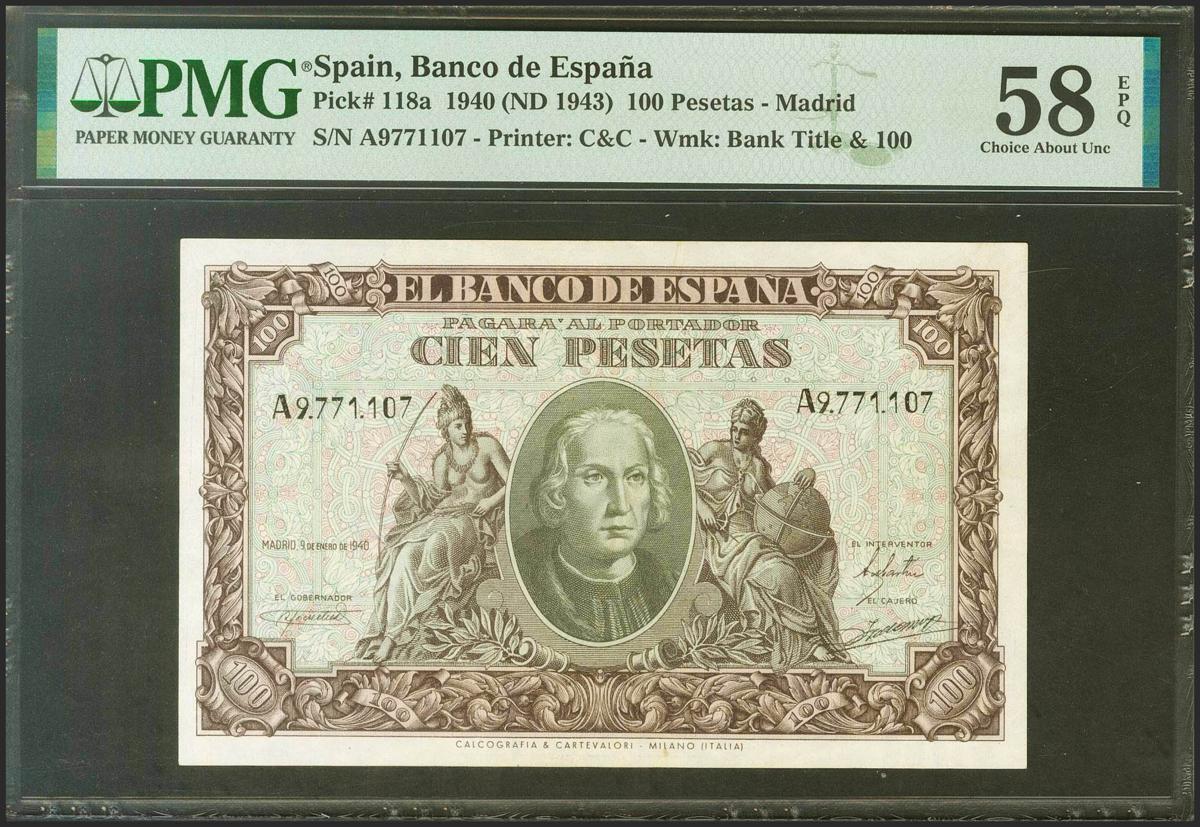 PMG®
PAPER MONEY GUARANTY
Spain, Banco de España
Pick# 118a 1940 (ND 1943) 100 Pesetas - Madrid
S/N A9771107 - Printer: C&C - Wmk: Bank Title & 100
58
EPQ
Choice About Unc
100
EL BANCO DE ESPAÑA
100
100
PAGARA AL PORTADOR
100
CIEN PESETAS
A9.771.107
A9.771.107
MADRID, 9 DE ENERO DE 1940
EL INTERVENTOR
EL GOBERNADOR
EL CAJERO
100
100
100
100
CALCOGRAFIA & CARTEVALORI - MILANO (ITALIA)